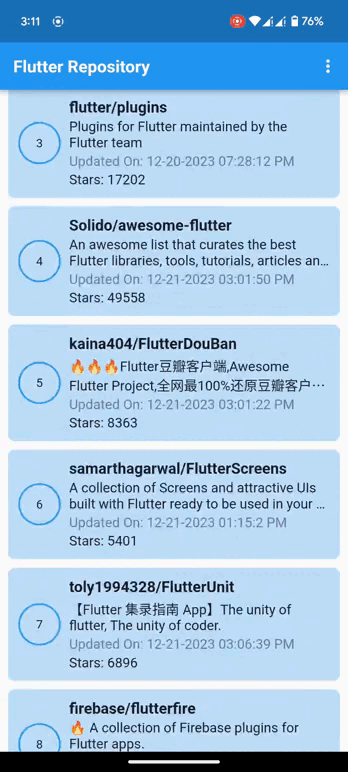 3:11
76%
Flutter Repository
flutter/plugins
3
Plugins for Flutter maintained by the
Flutter team
Updated On: 12-20-2023 07:28:12 PM
Stars: 17202
Solido/awesome-flutter
4
An awesome list that curates the best
Flutter libraries, tools, tutorials, articles an…
Updated On: 12-21-2023 03:01:50 PM
Stars: 49558
kaina404/FlutterDouBan
5
🔥🔥🔥Flutter豆瓣客户端,Awesome
Flutter Project,全网最100%还原豆瓣客户…
Updated On: 12-21-2023 03:01:22 PM
Stars: 8363
samarthagarwal/FlutterScreens
6
A collection of Screens and attractive UIs
built with Flutter ready to be used in your …
Updated On: 12-21-2023 01:15:2 PM
Stars: 5401
toly1994328/FlutterUnit
7
【Flutter 集录指南 App】The unity of
flutter, The unity of coder.
Updated On: 12-21-2023 03:06:39 PM
Stars: 6896
firebase/flutterfire
8
🔥 A collection of Firebase plugins for
Flutter apps.